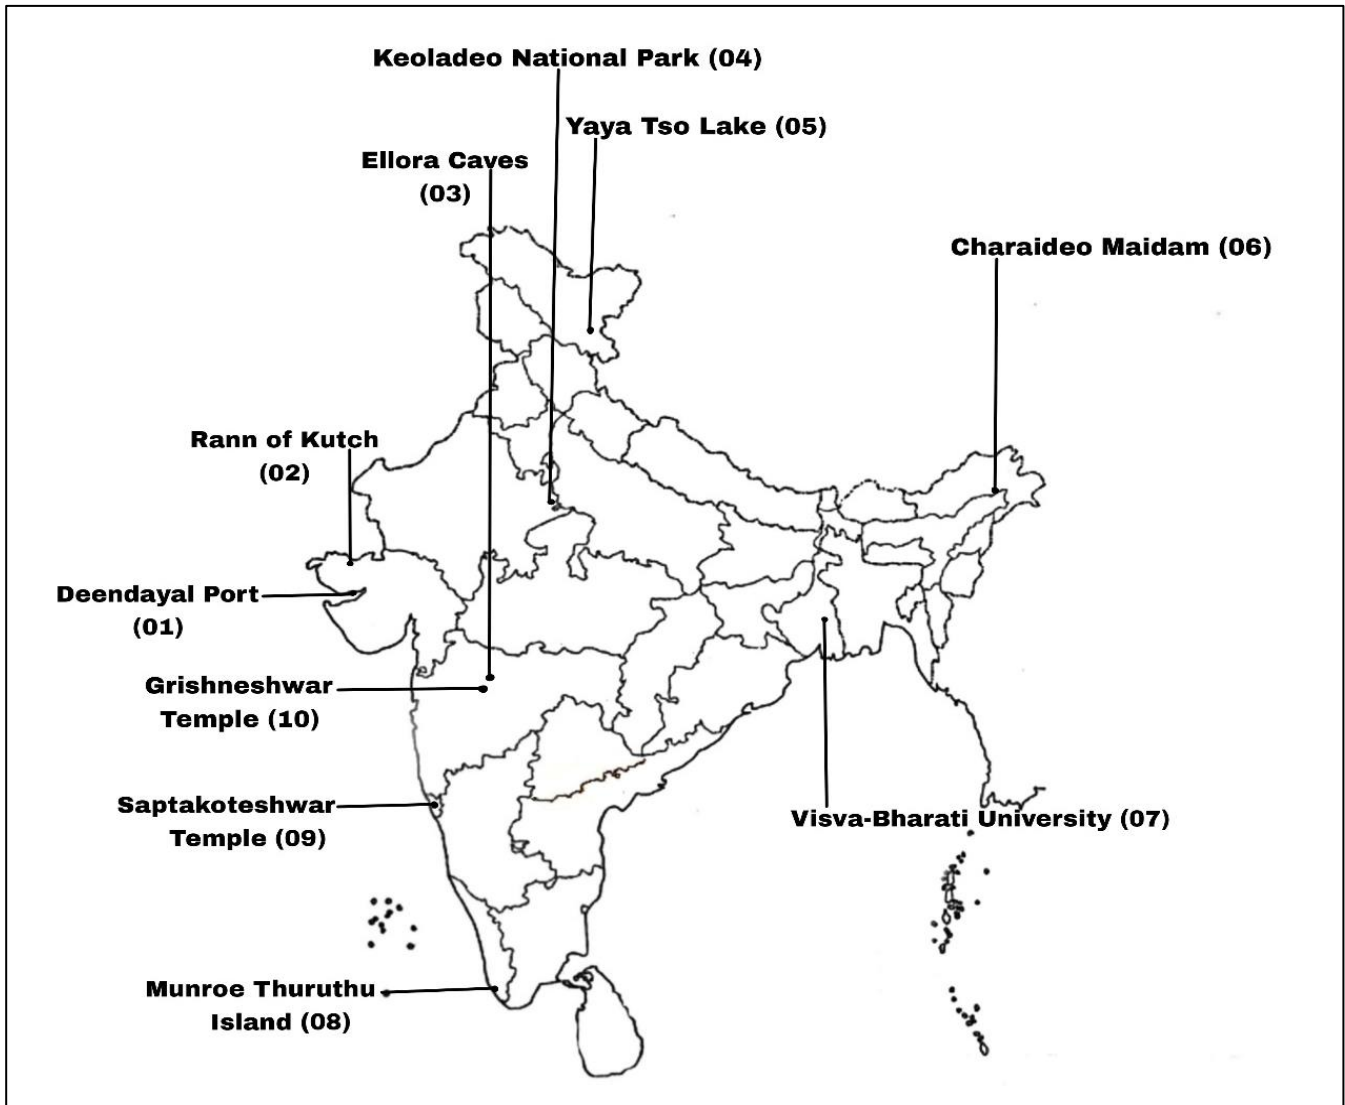 Keoladeo National Park (04)
Yaya Tso Lake (05)
Ellora Caves
(03)
Charaideo Maidam (06)
Rann of Kutch
(02)
Deendayal Port
(01)
Grishneshwar
Temple (10)
Saptakoteshwar
Temple (09)
Visva-Bharati University (07)
Munroe Thuruthu
Island (08)